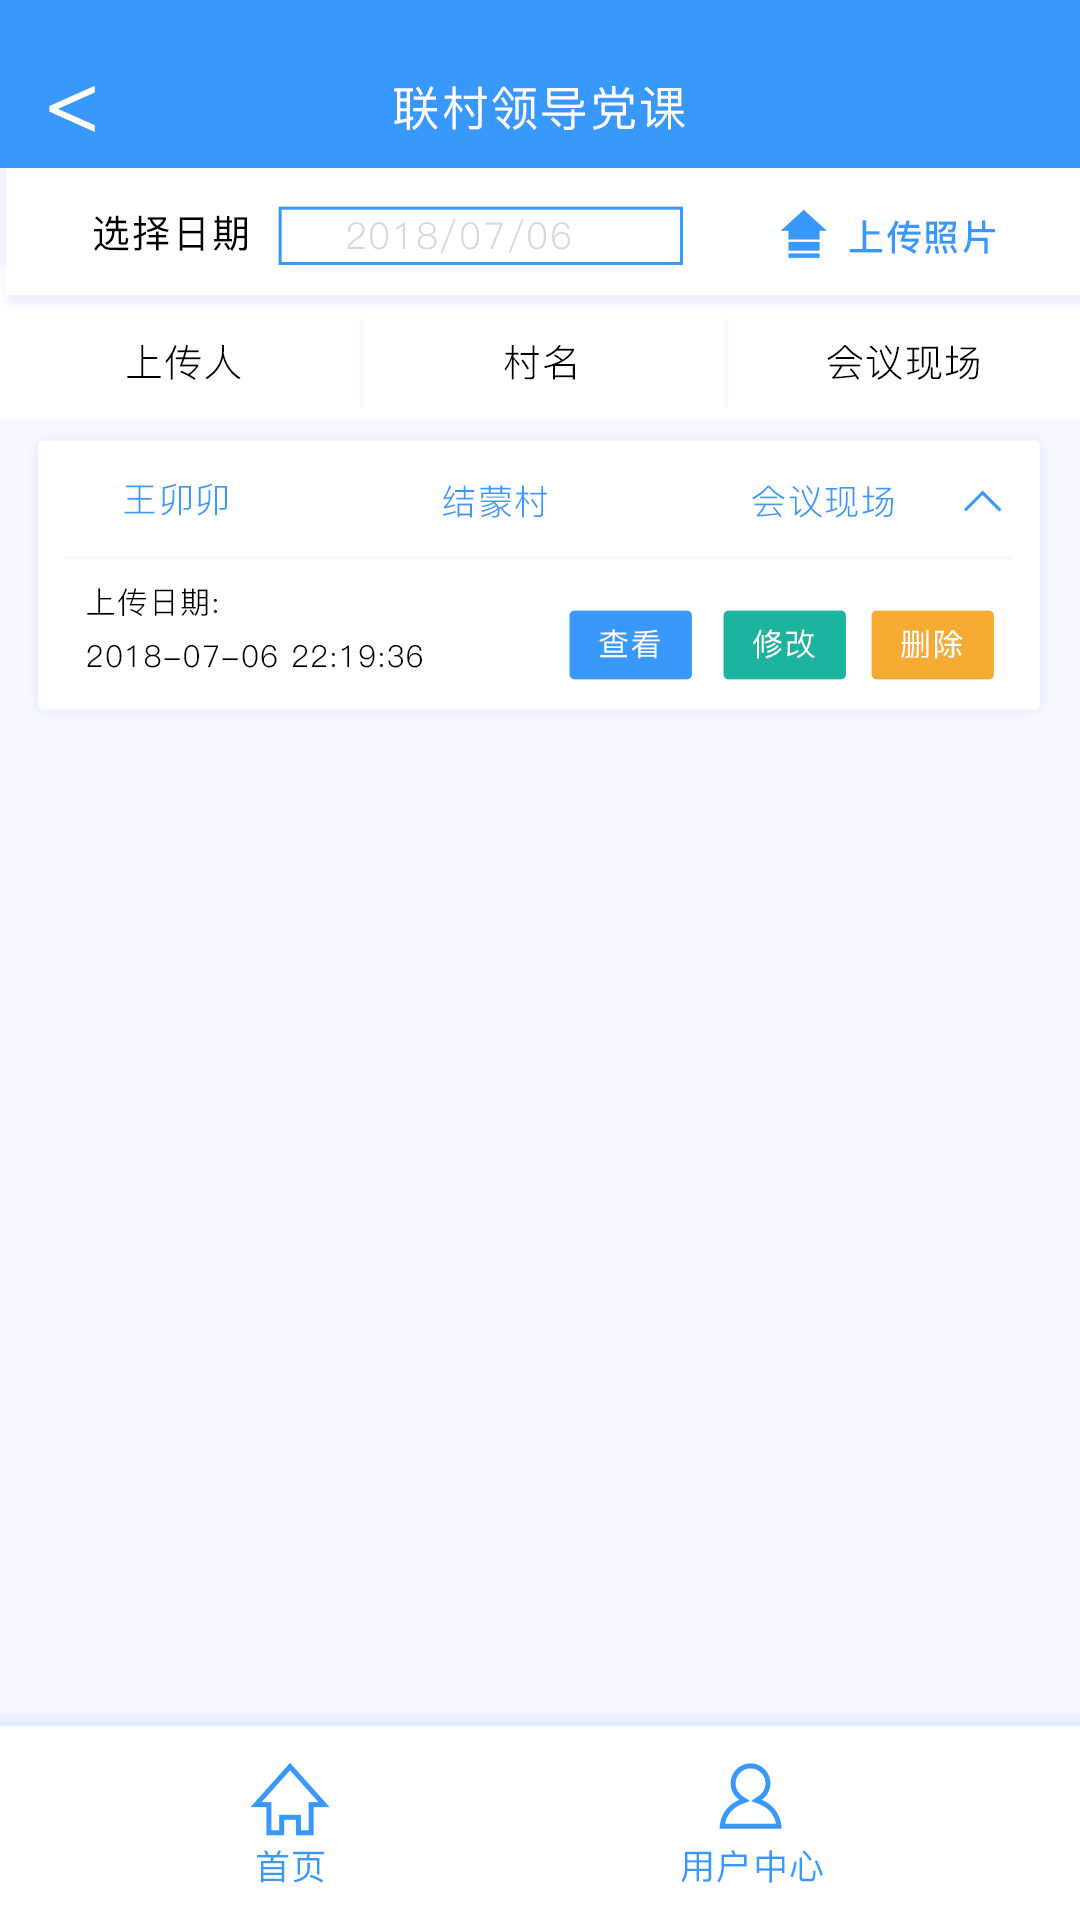 联村领导党课
选择日期 2018/07/06 上传照片
上传人 村名 会议现场
王卯卯 结蒙村 会议现场
上传日期:
2018-07-06 22:19:36
查看 修改 删除
首页 用户中心